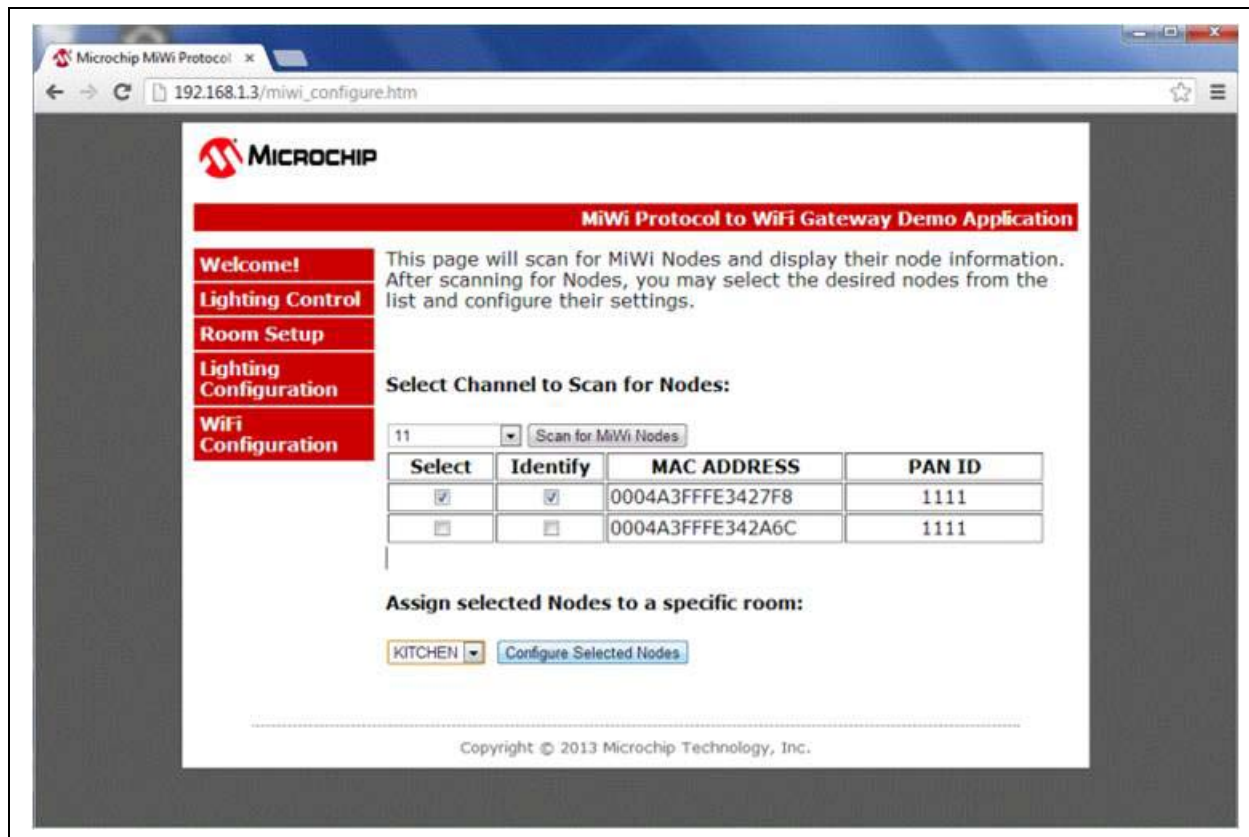 Microchip MiWi Protocol
192.168.1.3/miwi_configure.htm
MICROCHIP
MiWi Protocol to WiFi Gateway Demo Application
Welcome!
Lighting Control
Room Setup
Lighting
Configuration
WiFi
Configuration
This page will scan for MiWi Nodes and display their node information.
After scanning for Nodes, you may select the desired nodes from the
list and configure their settings.
Select Channel to Scan for Nodes:
11 Scan for MiWi Nodes
Select Identify MAC ADDRESS PAN ID
0004A3FFFE3427F8 1111
0004A3FFFE342A6C 1111
Assign selected Nodes to a specific room:
KITCHEN Configure Selected Nodes
Copyright © 2013 Microchip Technology, Inc.